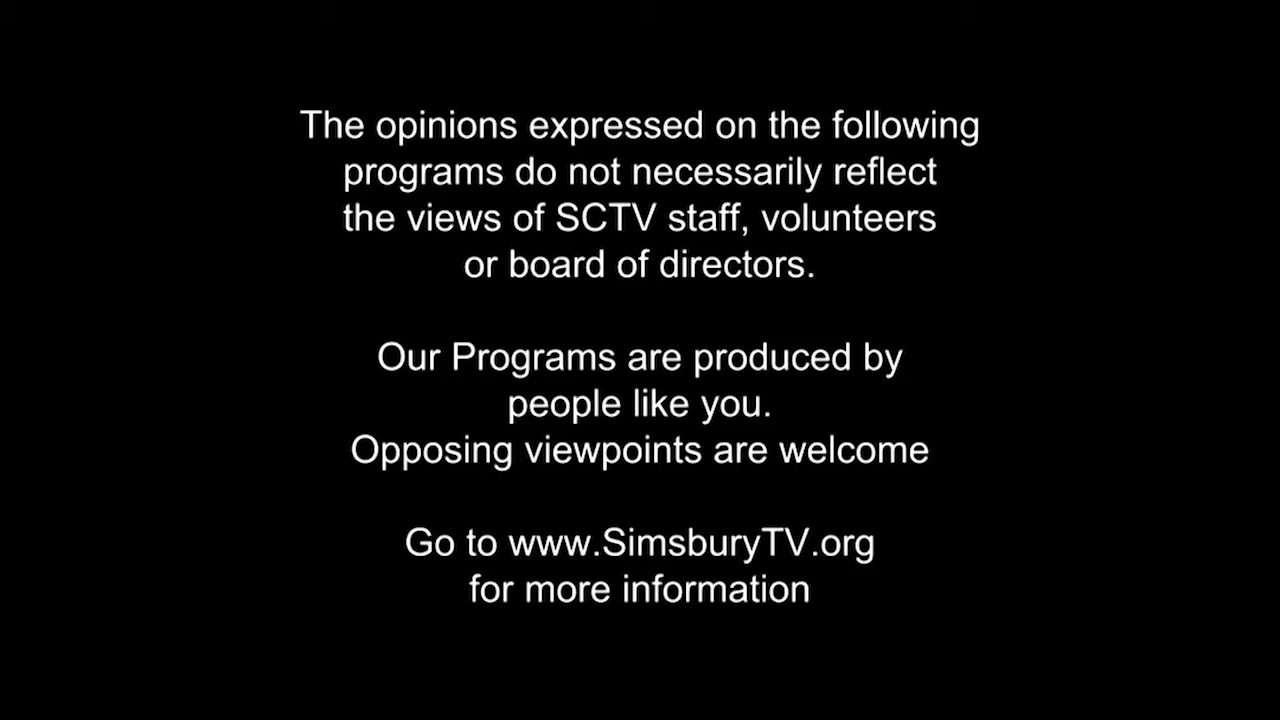 The opinions expressed on the following
programs do not necessarily reflect
the views of SCTV staff, volunteers
or board of directors.
Our Programs are produced by
people like you.
Opposing viewpoints are welcome
Go to www.SimsburyTV.org
for more information